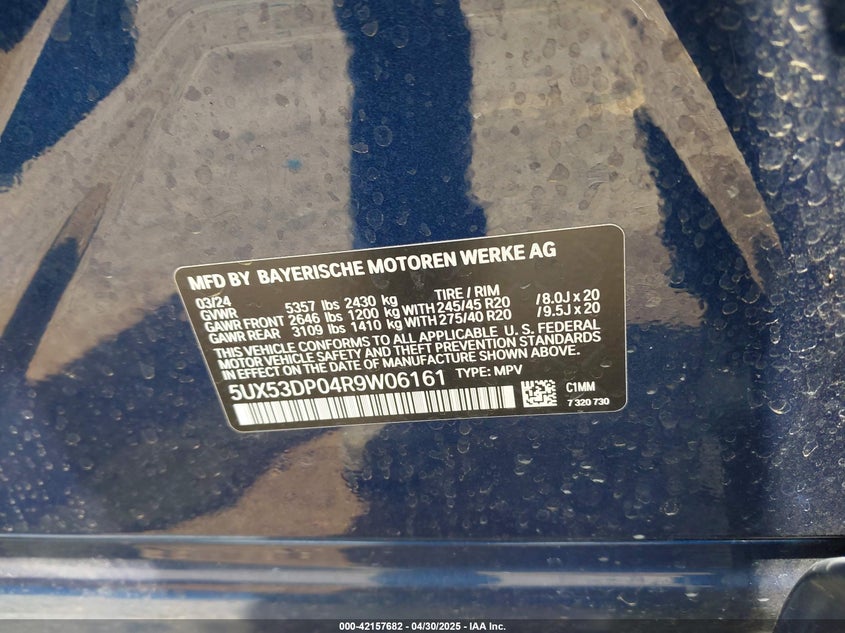 MFD BY BAYERISCHE MOTOREN WERKE AG
03/24 TIRE / RIM
GVWR 5357 lbs 2430 kg
GAWR FRONT 2646 lbs 1200 kg WITH 245/45 R20 / 8.0J x 20
GAWR REAR 3109 lbs 1410 kg WITH 275/40 R20 / 9.5J x 20
THIS VEHICLE CONFORMS TO ALL APPLICABLE U. S. FEDERAL
MOTOR VEHICLE SAFETY AND THEFT PREVENTION STANDARDS
IN EFFECT ON THE DATE OF MANUFACTURE SHOWN ABOVE.
5UX53DP04R9W06161 TYPE: MPV
C1MM
7 320 730
000-42157682 - 04/30/2025 - IAA Inc.